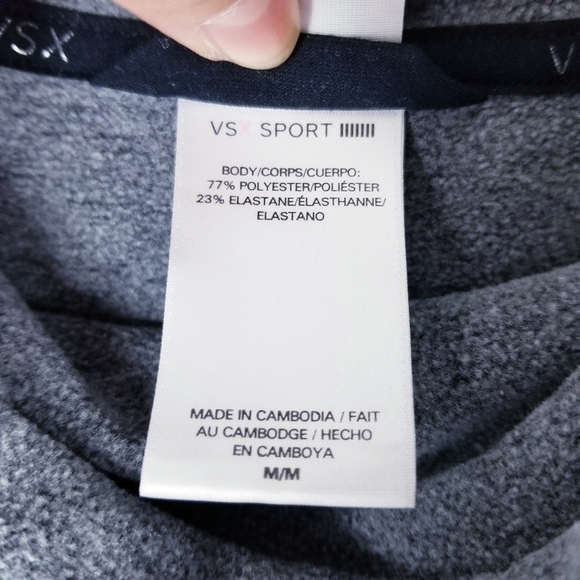 VS.X
V
VSX SPORT
BODY/CORPS/CUERPO:
77% POLYESTER/POLIÉSTER
23% ELASTANE/ÉLASTHANNE/
ELASTANO
MADE IN CAMBODIA / FAIT
AU CAMBODGE / HECHO
EN CAMBOYA
M/M